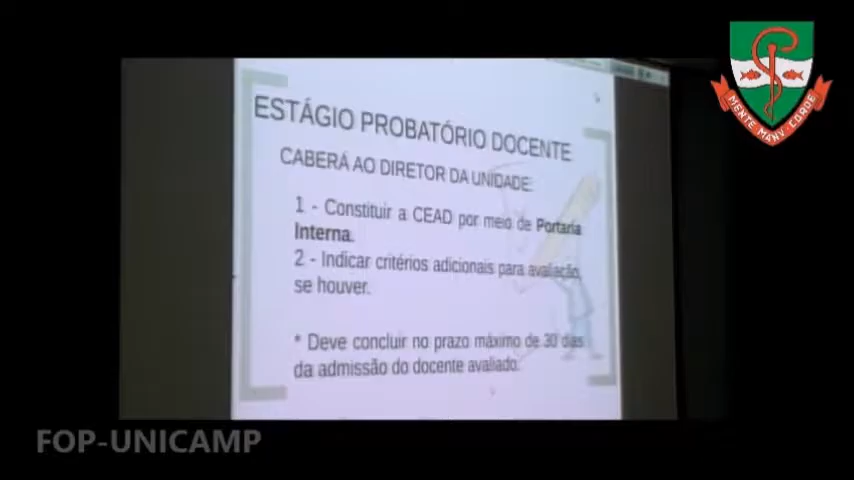 ESTÁGIO PROBATÓRIO DOCENTE
CABERÁ AO DIRETOR DA UNIDADE:
1 - Constituir a CEAD por meio de Portaria
Interna.
2 - Indicar critérios adicionais para avaliação,
se houver.
* Deve concluir no prazo máximo de 30 dias
da admissão do docente avaliado.
MENTE MANV·CORDE
FOP-UNICAMP